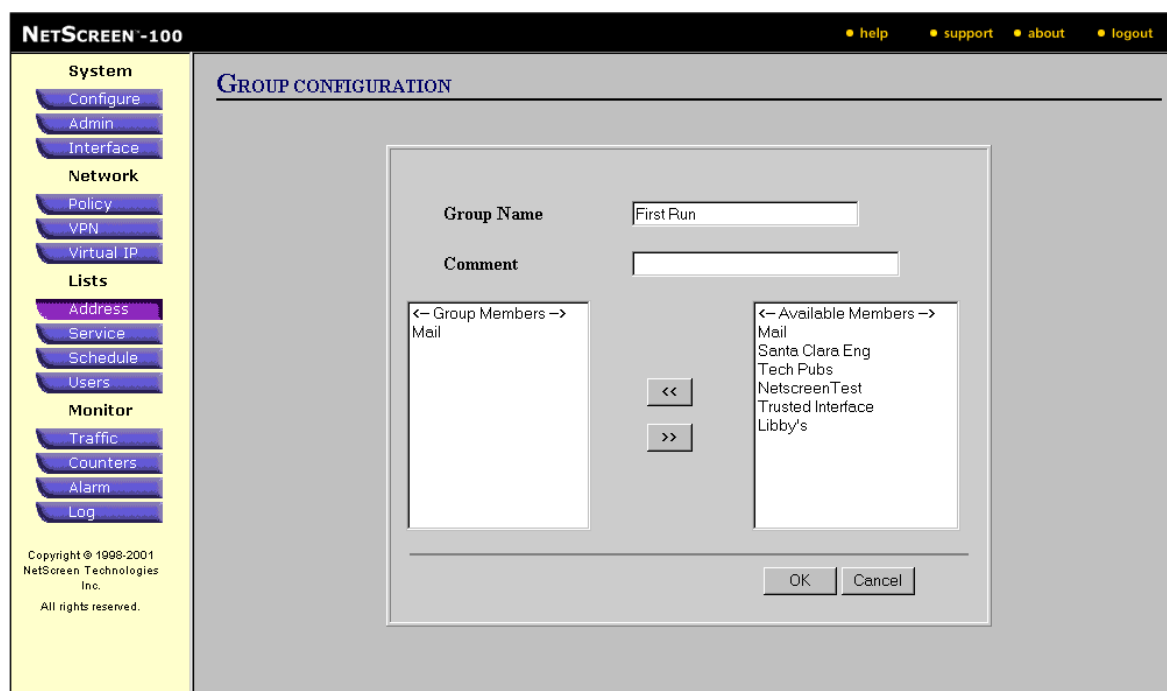 NETSCREEN™-100
help
support
about
logout
System
Configure
Admin
Interface
Network
Policy
VPN
Virtual IP
Lists
Address
Service
Schedule
Users
Monitor
Traffic
Counters
Alarm
Log
Copyright © 1998-2001
NetScreen Technologies
Inc.
All rights reserved.
GROUP CONFIGURATION
Group Name
First Run
Comment
<-- Group Members -->
Mail
<<
>>
<-- Available Members -->
Mail
Santa Clara Eng
Tech Pubs
NetscreenTest
Trusted Interface
Libby's
OK
Cancel